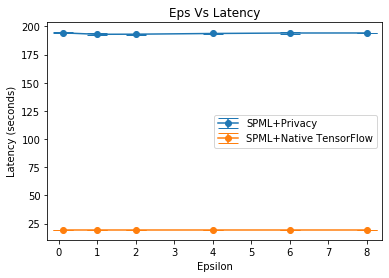 Eps Vs Latency
200
175
150
125
100
75
50
25
Latency (seconds)
SPML+Privacy
SPML+Native TensorFlow
0 1 2 3 4 5 6 7 8
Epsilon